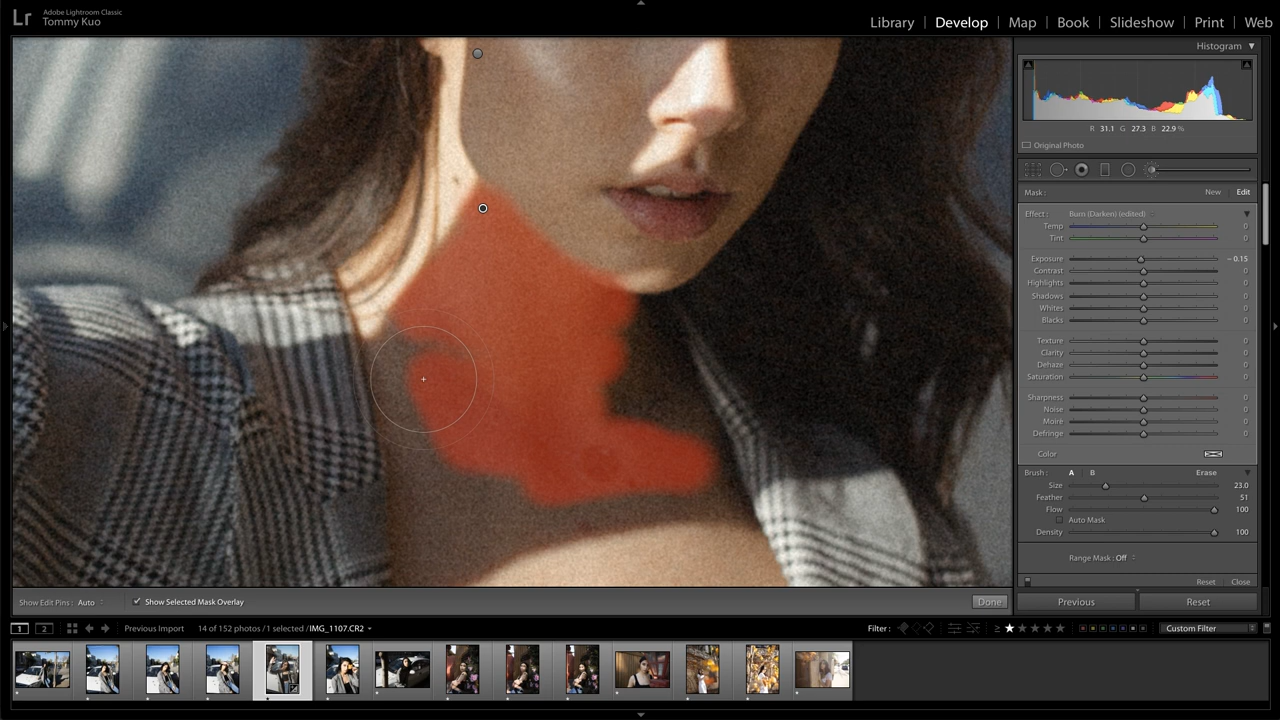 Lr Adobe Lightroom Classic
Tommy Kuo
Library | Develop | Map | Book | Slideshow | Print | Web
Histogram
R 31.1 G 27.3 B 22.9 %
Original Photo
Mask : New Edit
Effect : Burn (Darken) (edited)
Temp 0
Tint 0
Exposure – 0.15
Contrast 0
Highlights 0
Shadows 0
Whites 0
Blacks 0
Texture 0
Clarity 0
Dehaze 0
Saturation 0
Sharpness 0
Noise 0
Moiré 0
Defringe 0
Color
Brush : A B Erase
Size 23.0
Feather 51
Flow 100
Auto Mask
Density 100
Range Mask : Off
Reset Close
Show Edit Pins : Auto Show Selected Mask Overlay Done
Previous Reset
1 2 Previous Import 14 of 152 photos / 1 selected / IMG_1107.CR2 Filter : Custom Filter